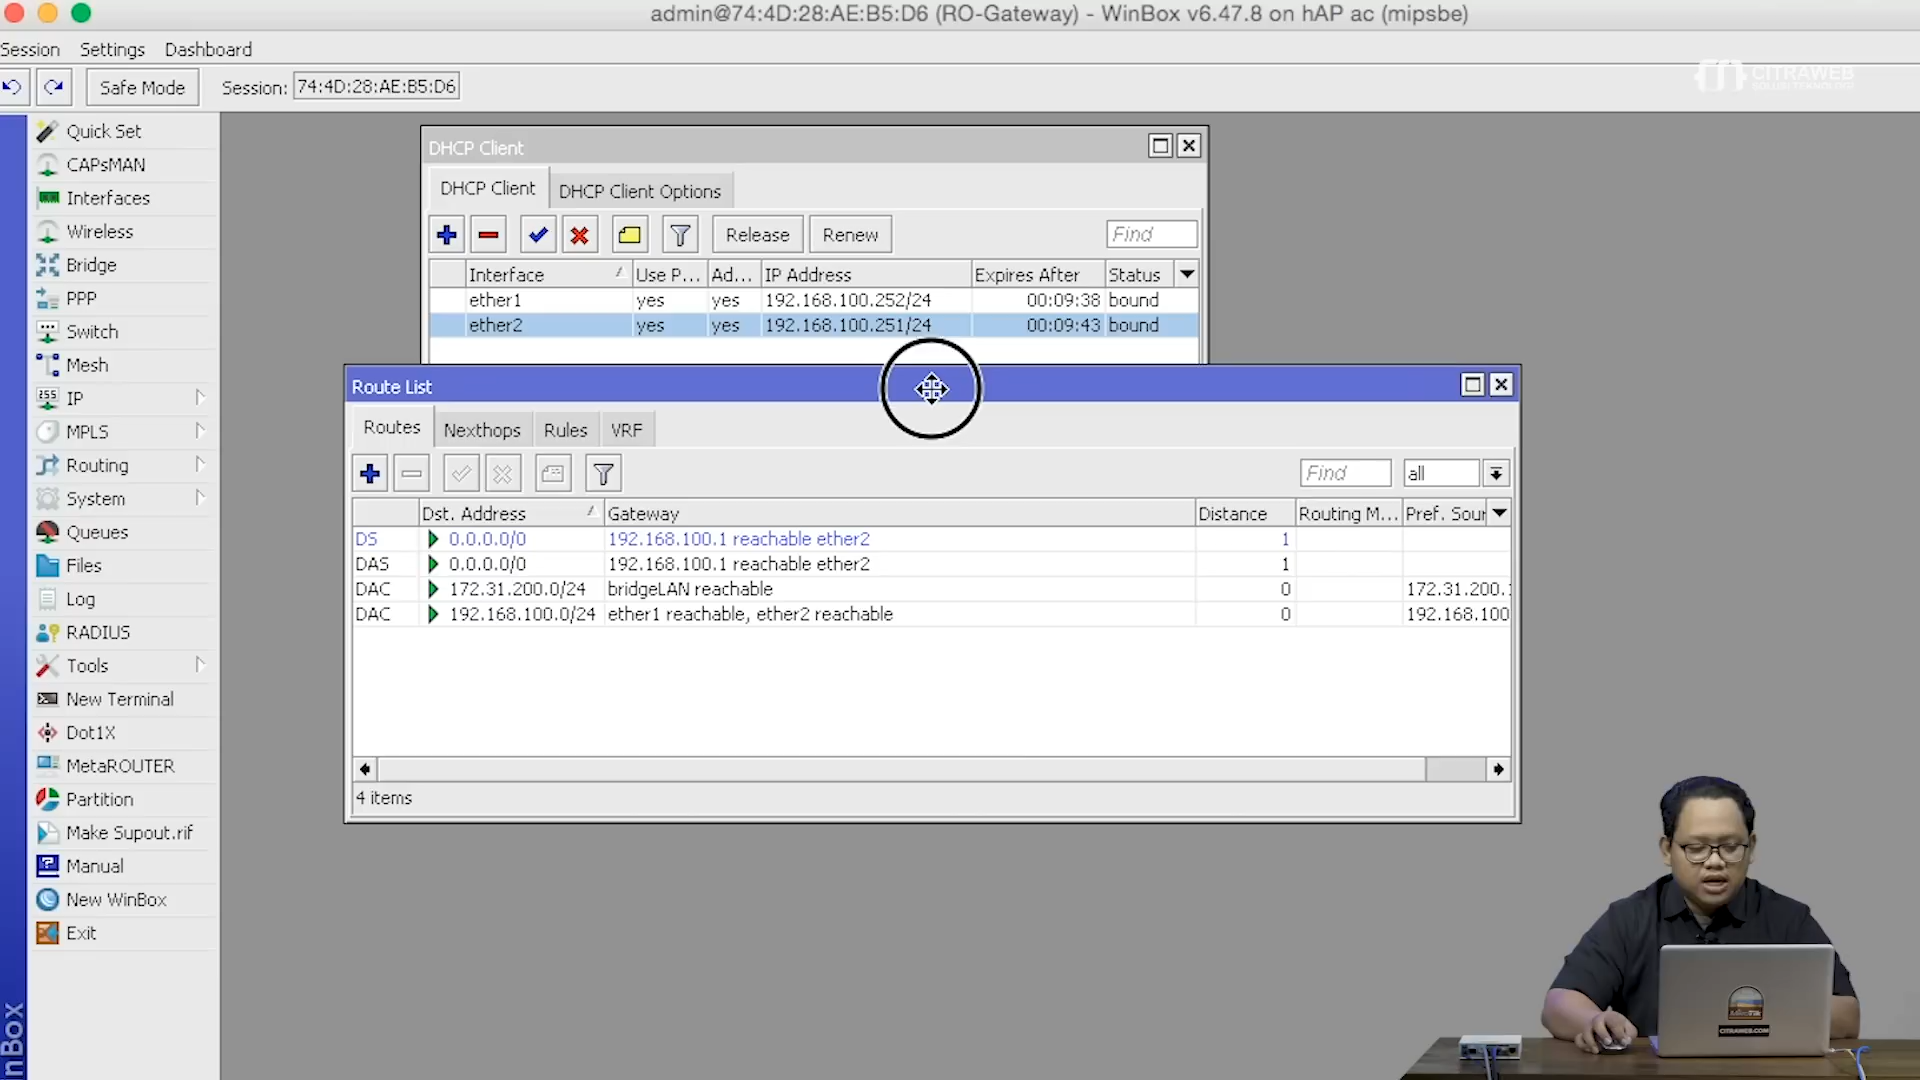 admin@74:4D:28:AE:B5:D6 (RO-Gateway) - WinBox v6.47.8 on hAP ac (mipsbe)
Session Settings Dashboard
Safe Mode Session: 74:4D:28:AE:B5:D6
CITRAWEB
SOLUSI TEKNOLOGI
Quick Set
CAPsMAN
Interfaces
Wireless
Bridge
PPP
Switch
Mesh
IP
MPLS
Routing
System
Queues
Files
Log
RADIUS
Tools
New Terminal
Dot1X
MetaROUTER
Partition
Make Supout.rif
Manual
New WinBox
Exit
nBox
DHCP Client
DHCP Client DHCP Client Options
Release Renew Find
Interface Use P... Ad... IP Address Expires After Status
ether1 yes yes 192.168.100.252/24 00:09:38 bound
ether2 yes yes 192.168.100.251/24 00:09:43 bound
Route List
Routes Nexthops Rules VRF
Find all
Dst. Address Gateway Distance Routing M... Pref. Sour
DS 0.0.0.0/0 192.168.100.1 reachable ether2 1
DAS 0.0.0.0/0 192.168.100.1 reachable ether2 1
DAC 172.31.200.0/24 bridgeLAN reachable 0 172.31.200.
DAC 192.168.100.0/24 ether1 reachable, ether2 reachable 0 192.168.100
4 items
MikroTik
CITRAWEB.COM